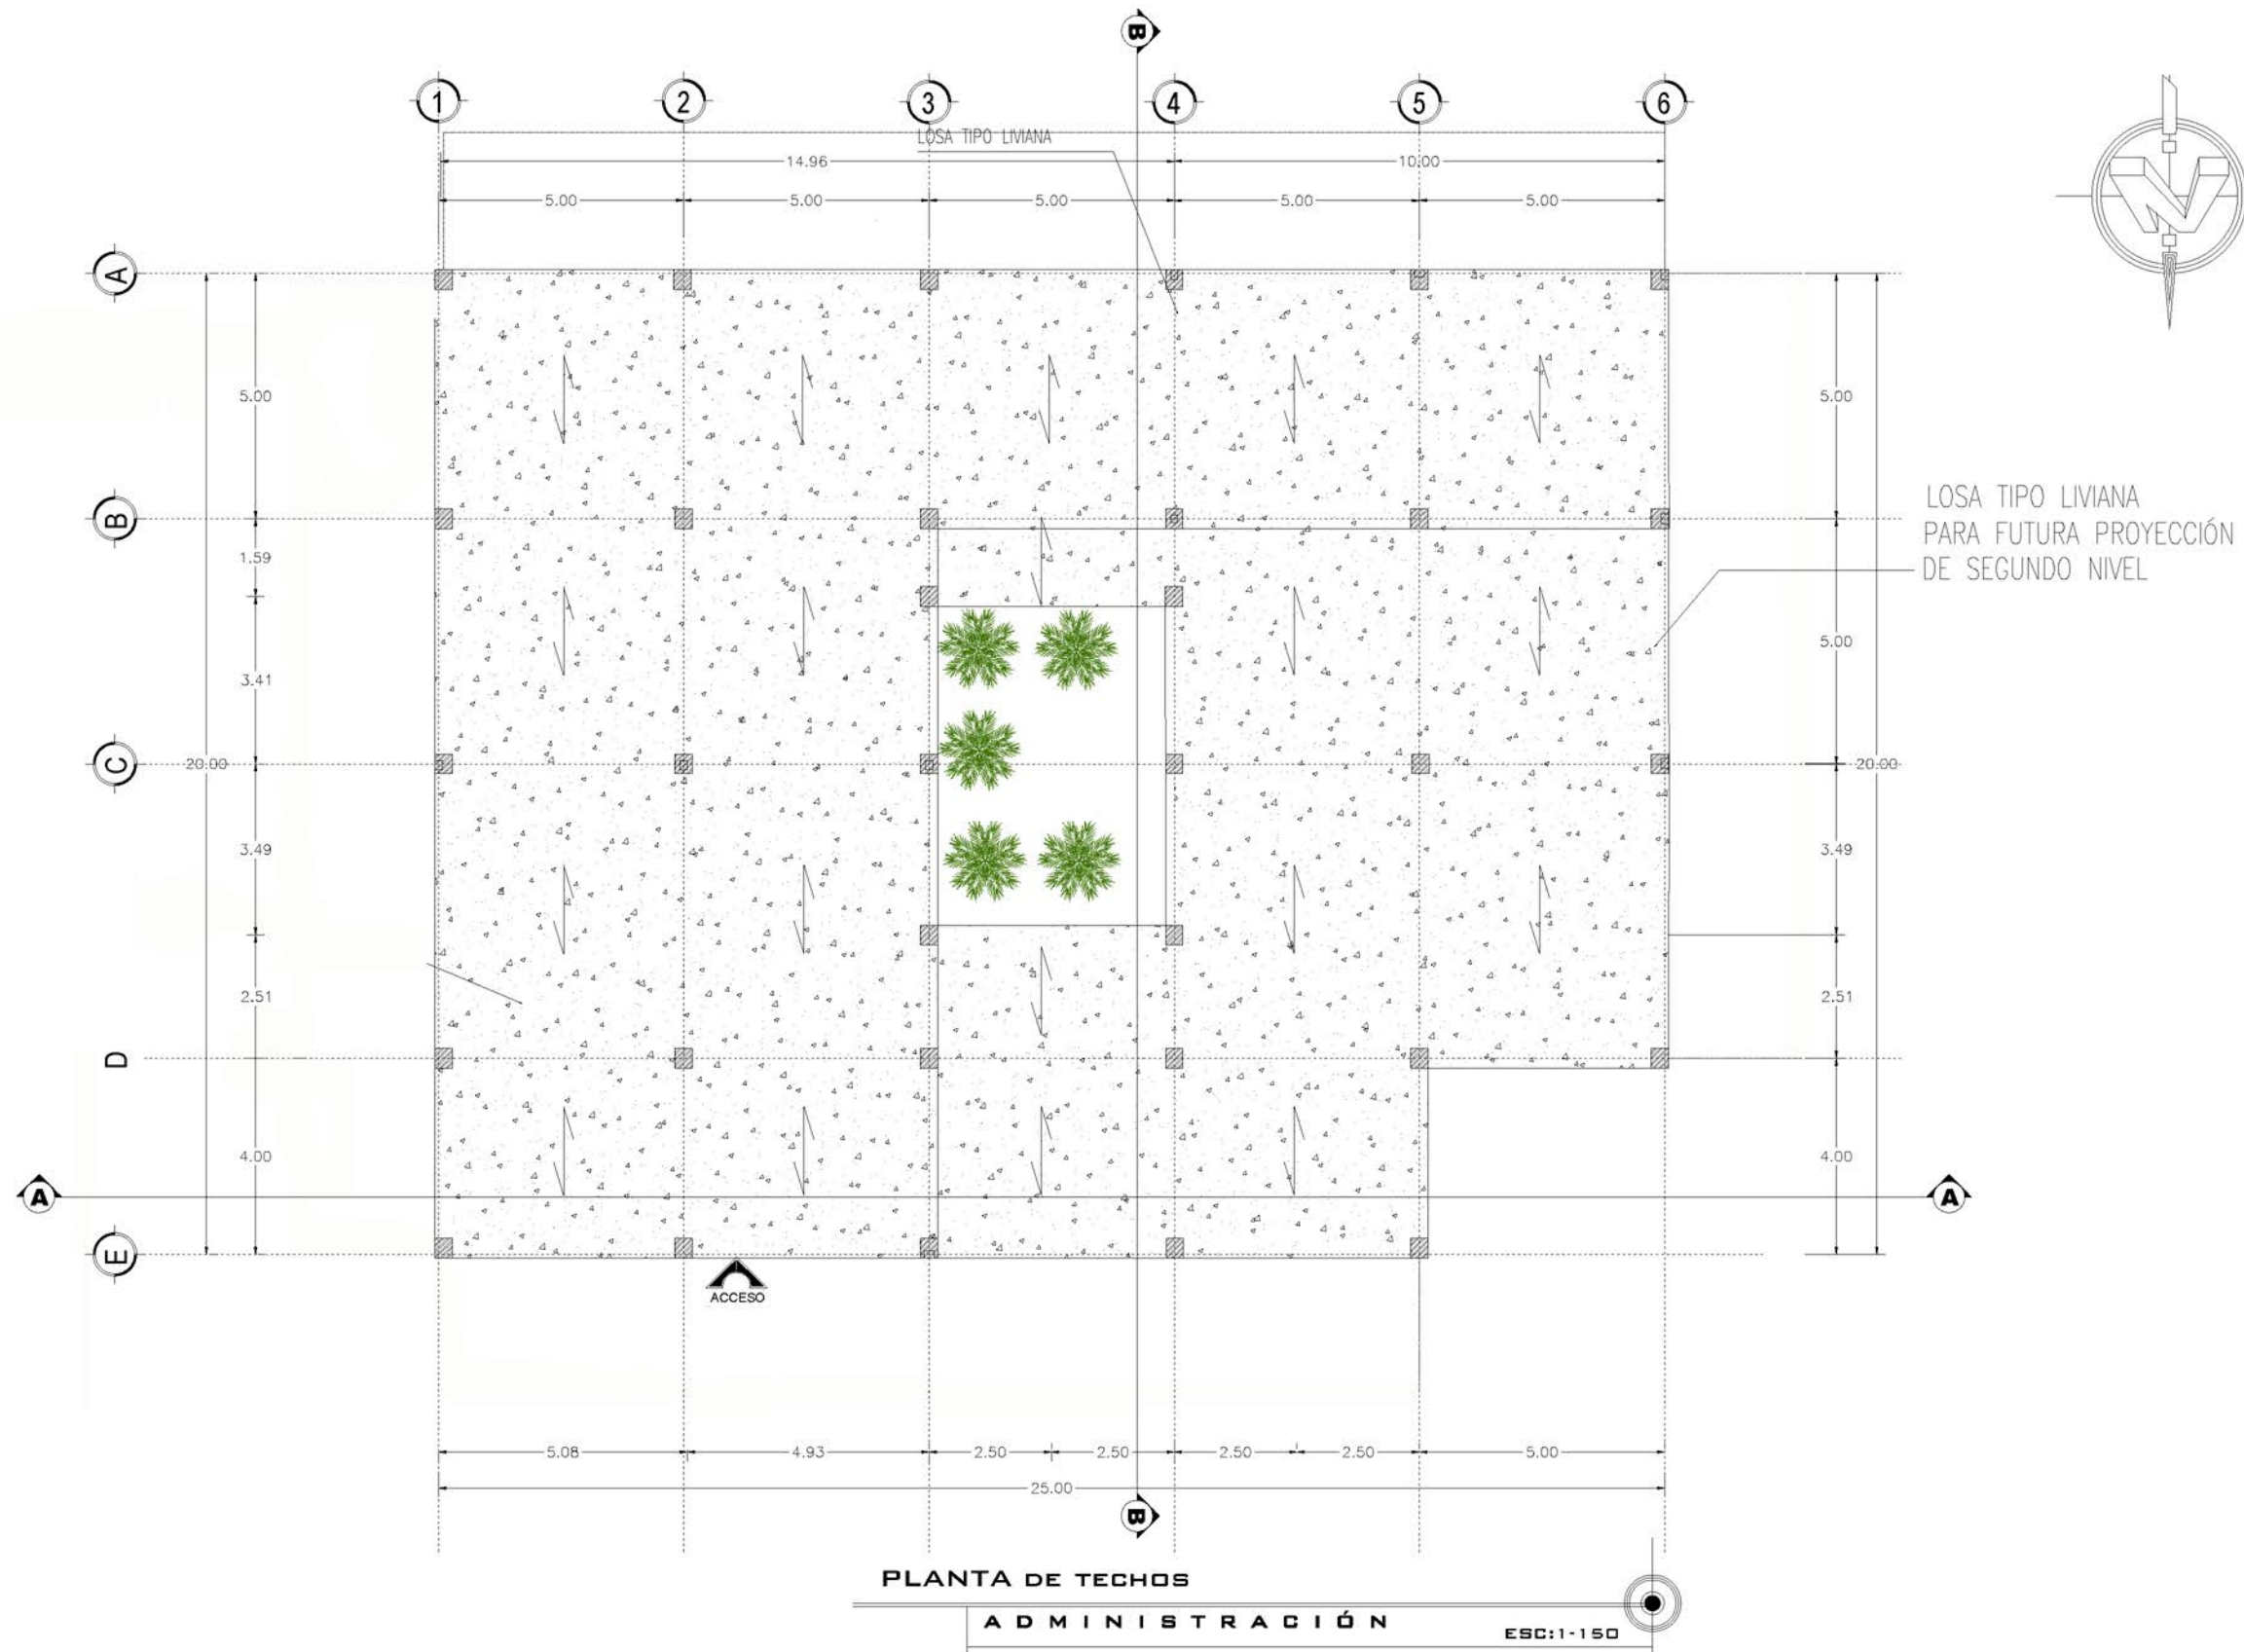 B
1
2
3
4
5
6
LOSA TIPO LIVIANA
14.96
10.00
5.00
5.00
5.00
5.00
5.00
N
A
5.00
5.00
B
LOSA TIPO LIVIANA
PARA FUTURA PROYECCIÓN
DE SEGUNDO NIVEL
1.59
5.00
3.41
C
20.00
20.00
3.49
3.49
2.51
2.51
D
4.00
4.00
A
A
E
ACCESO
5.08
4.93
2.50
2.50
2.50
2.50
5.00
25.00
B
PLANTA DE TECHOS
ADMINISTRACIÓN
ESC:1-150